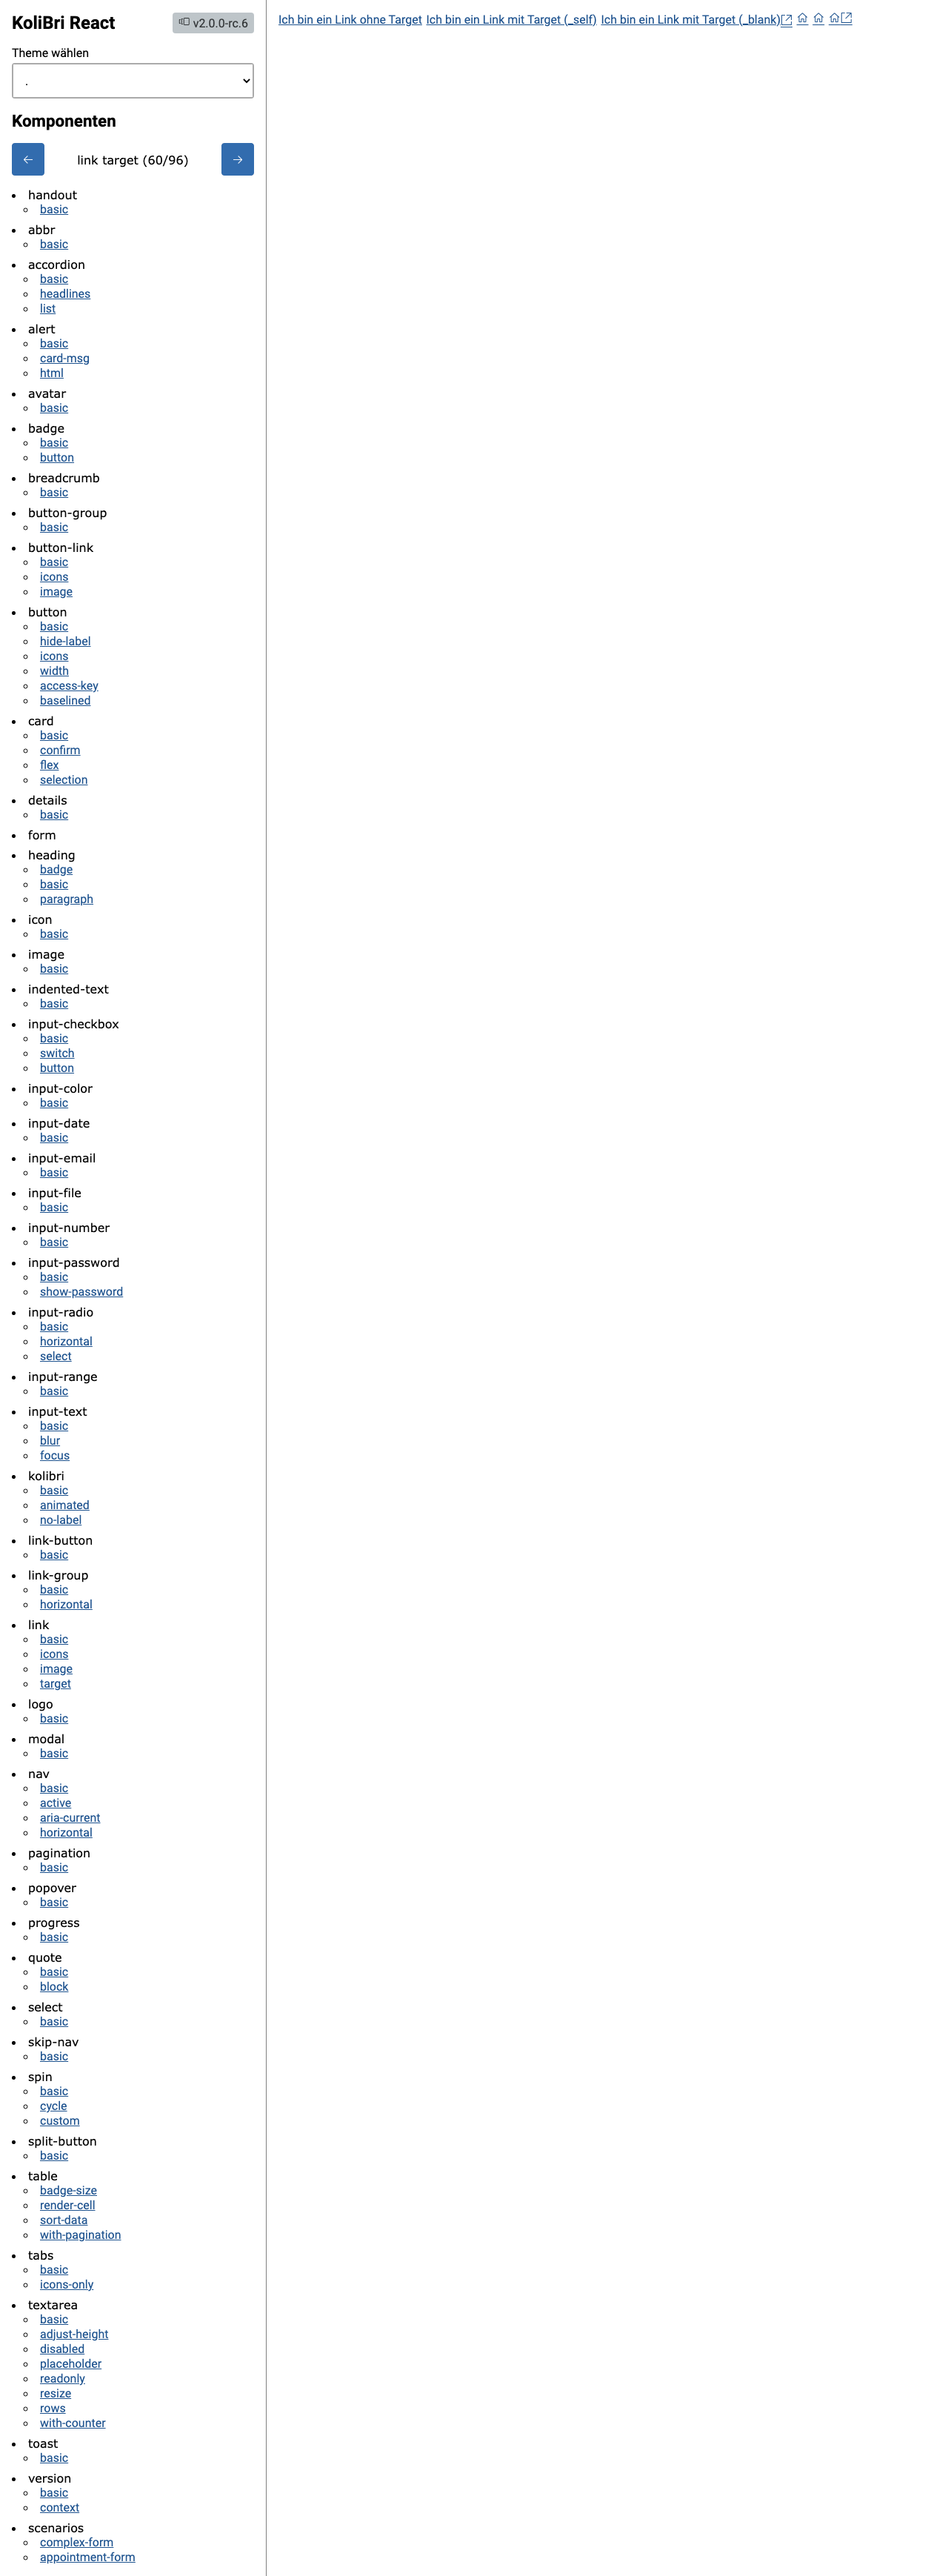 KoliBri React
v2.0.0-rc.6
Theme wählen
.
Komponenten
link target (60/96)
handout
basic
abbr
basic
accordion
basic
headlines
list
alert
basic
card-msg
html
avatar
basic
badge
basic
button
breadcrumb
basic
button-group
basic
button-link
basic
icons
image
button
basic
hide-label
icons
width
access-key
baselined
card
basic
confirm
flex
selection
details
basic
form
heading
badge
basic
paragraph
icon
basic
image
basic
indented-text
basic
input-checkbox
basic
switch
button
input-color
basic
input-date
basic
input-email
basic
input-file
basic
input-number
basic
input-password
basic
show-password
input-radio
basic
horizontal
select
input-range
basic
input-text
basic
blur
focus
kolibri
basic
animated
no-label
link-button
basic
link-group
basic
horizontal
link
basic
icons
image
target
logo
basic
modal
basic
nav
basic
active
aria-current
horizontal
pagination
basic
popover
basic
progress
basic
quote
basic
block
select
basic
skip-nav
basic
spin
basic
cycle
custom
split-button
basic
table
badge-size
render-cell
sort-data
with-pagination
tabs
basic
icons-only
textarea
basic
adjust-height
disabled
placeholder
readonly
resize
rows
with-counter
toast
basic
version
basic
context
scenarios
complex-form
appointment-form
Ich bin ein Link ohne Target Ich bin ein Link mit Target (_self) Ich bin ein Link mit Target (_blank)